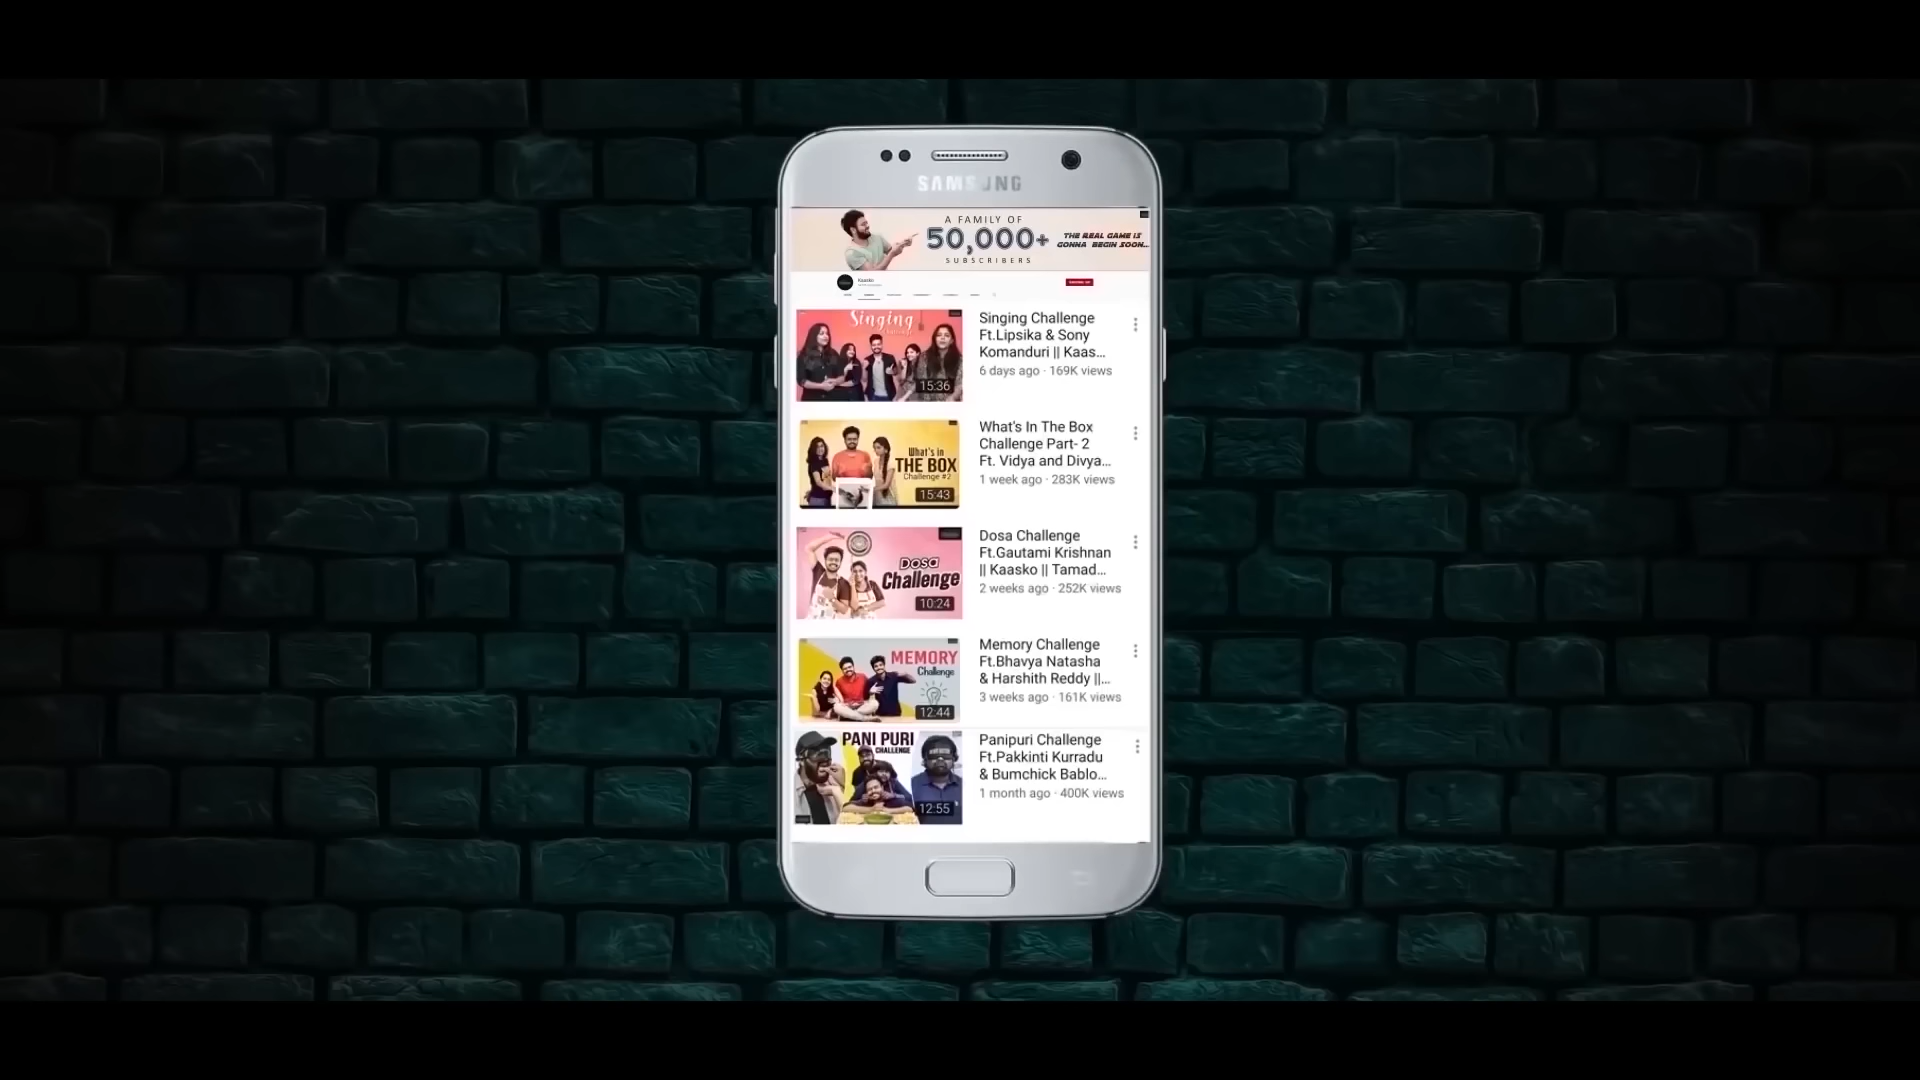 SAMSUNG
A FAMILY OF
50,000+
SUBSCRIBERS
THE REAL GAME IS
GONNA BEGIN SOON...
Kaasko
Singing
15:36
Singing Challenge
Ft.Lipsika & Sony
Komanduri || Kaas...
6 days ago · 169K views
What's in
THE BOX
Challenge #2
15:43
What's In The Box
Challenge Part- 2
Ft. Vidya and Divya...
1 week ago · 283K views
Dosa
Challenge
10:24
Dosa Challenge
Ft.Gautami Krishnan
|| Kaasko || Tamad...
2 weeks ago · 252K views
MEMORY
Challenge
12:44
Memory Challenge
Ft.Bhavya Natasha
& Harshith Reddy ||...
3 weeks ago · 161K views
PANI PURI
CHALLENGE
12:55
Panipuri Challenge
Ft.Pakkinti Kurradu
& Bumchick Bablo...
1 month ago · 400K views